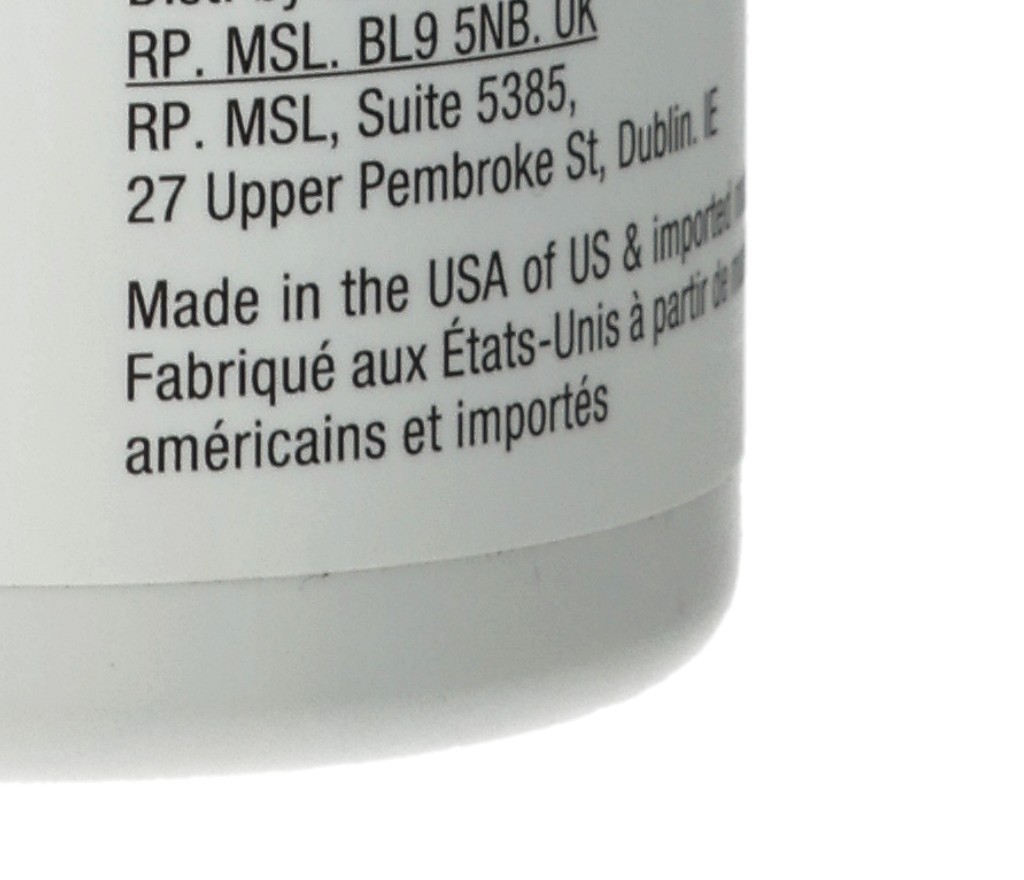 RP. MSL. BL9 5NB. UK
RP. MSL, Suite 5385,
27 Upper Pembroke St, Dublin. IE
Made in the USA of US & imported
Fabriqué aux États-Unis à partir de
américains et importés